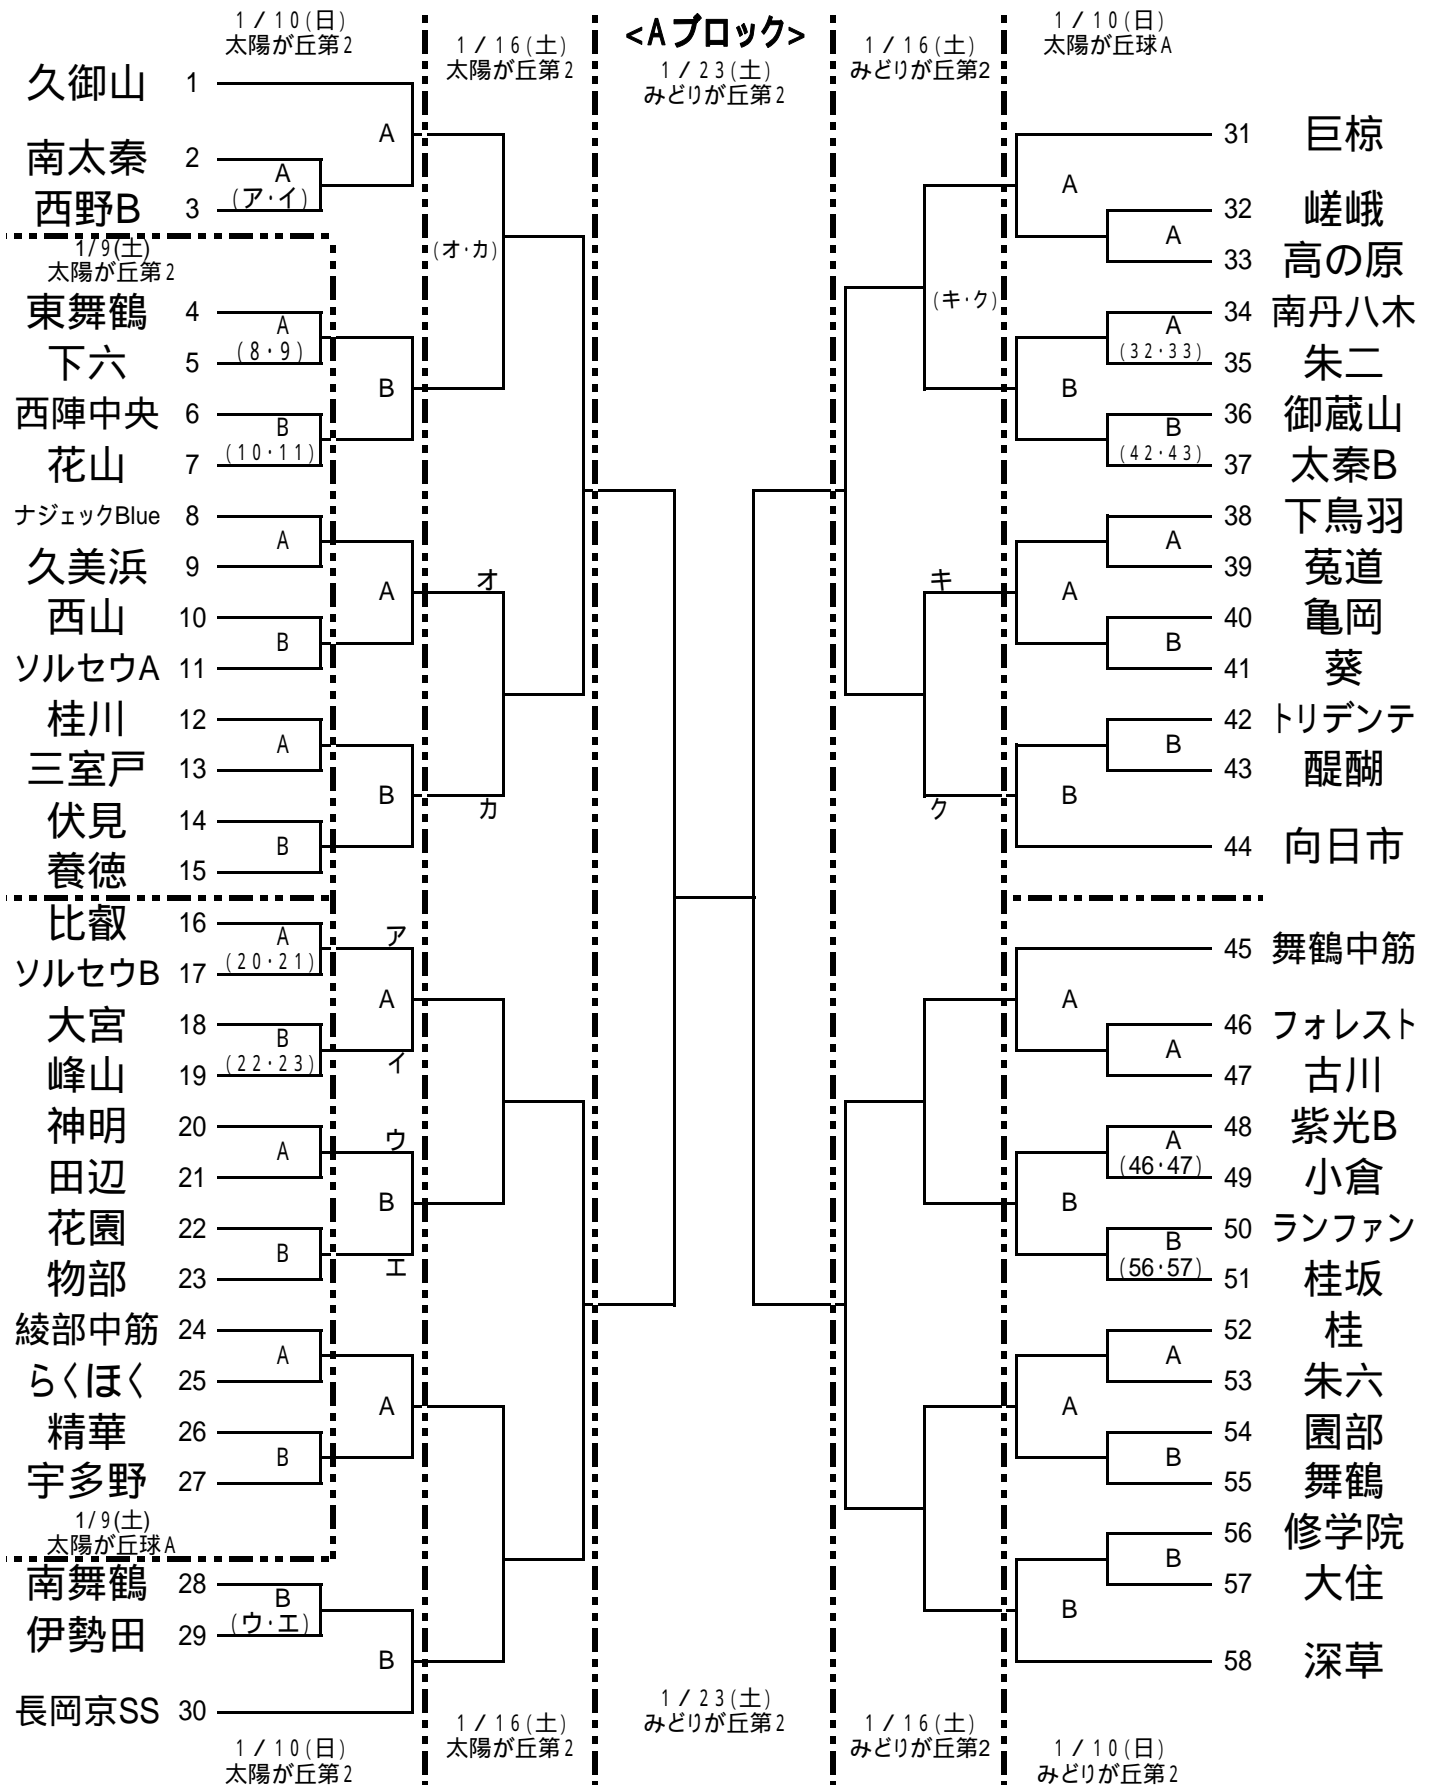 <Aブロック>
1/10(日)
太陽が丘第2
1/16(土)
太陽が丘第2
1/23(土)
みどりが丘第2
1/16(土)
みどりが丘第2
1/10(日)
太陽が丘球A
久御山 1
A
南太秦 2
A
(ア・イ)
西野B 3
1/9(土)
太陽が丘第2
(オ・カ)
東舞鶴 4
A
(8・9)
下六 5
B
西陣中央 6
B
(10・11)
花山 7
ナジェックBlue 8
A
久美浜 9
A
オ
西山 10
B
ソルセウA 11
桂川 12
A
三室戸 13
B
カ
伏見 14
B
養徳 15
比叡 16
A
(20・21)
ア
ソルセウB 17
A
大宮 18
B
(22・23)
イ
峰山 19
神明 20
A
ウ
田辺 21
B
花園 22
B
エ
物部 23
綾部中筋 24
A
らくほく 25
A
精華 26
B
宇多野 27
1/9(土)
太陽が丘球A
南舞鶴 28
B
(ウ・エ)
伊勢田 29
B
長岡京SS 30
1/10(日)
太陽が丘第2
1/16(土)
太陽が丘第2
1/23(土)
みどりが丘第2
31 巨椋
A
32 嵯峨
A
33 高の原
(キ・ク)
34 南丹八木
A
(32・33)
35 朱二
B
36 御蔵山
B
(42・43)
37 太秦B
38 下鳥羽
A
39 菟道
キ
A
40 亀岡
B
41 葵
42 トリデンテ
B
43 醍醐
ク
B
44 向日市
45 舞鶴中筋
A
46 フォレスト
A
47 古川
48 紫光B
A
(46・47)
49 小倉
B
50 ランファン
B
(56・57)
51 桂坂
52 桂
A
53 朱六
A
54 園部
B
55 舞鶴
56 修学院
B
57 大住
B
58 深草
1/16(土)
みどりが丘第2
1/10(日)
みどりが丘第2